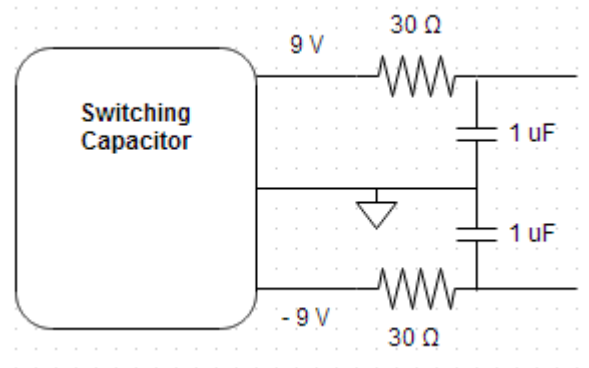 30 Ω
9 V
Switching
Capacitor
1 uF
1 uF
- 9 V
30 Ω